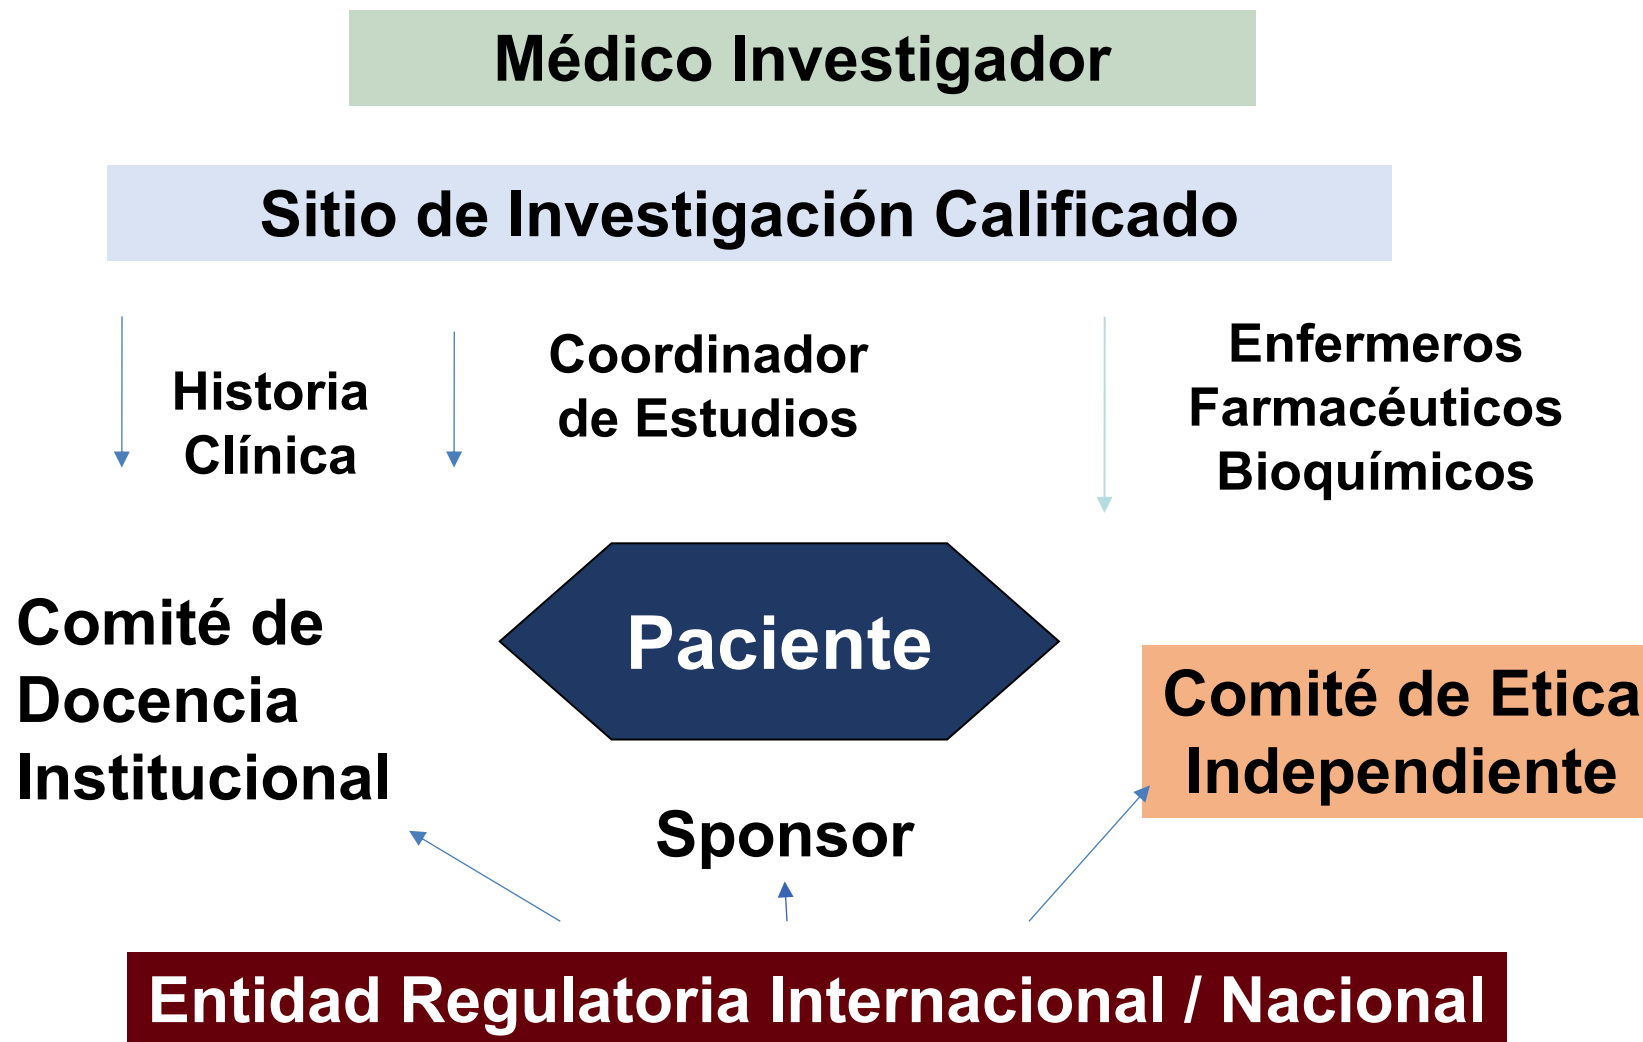 Médico Investigador
Sitio de Investigación Calificado
Historia
Clínica
Coordinador
de Estudios
Enfermeros
Farmacéuticos
Bioquímicos
Comité de
Docencia
Institucional
Paciente
Comité de Etica
Independiente
Sponsor
Entidad Regulatoria Internacional / Nacional